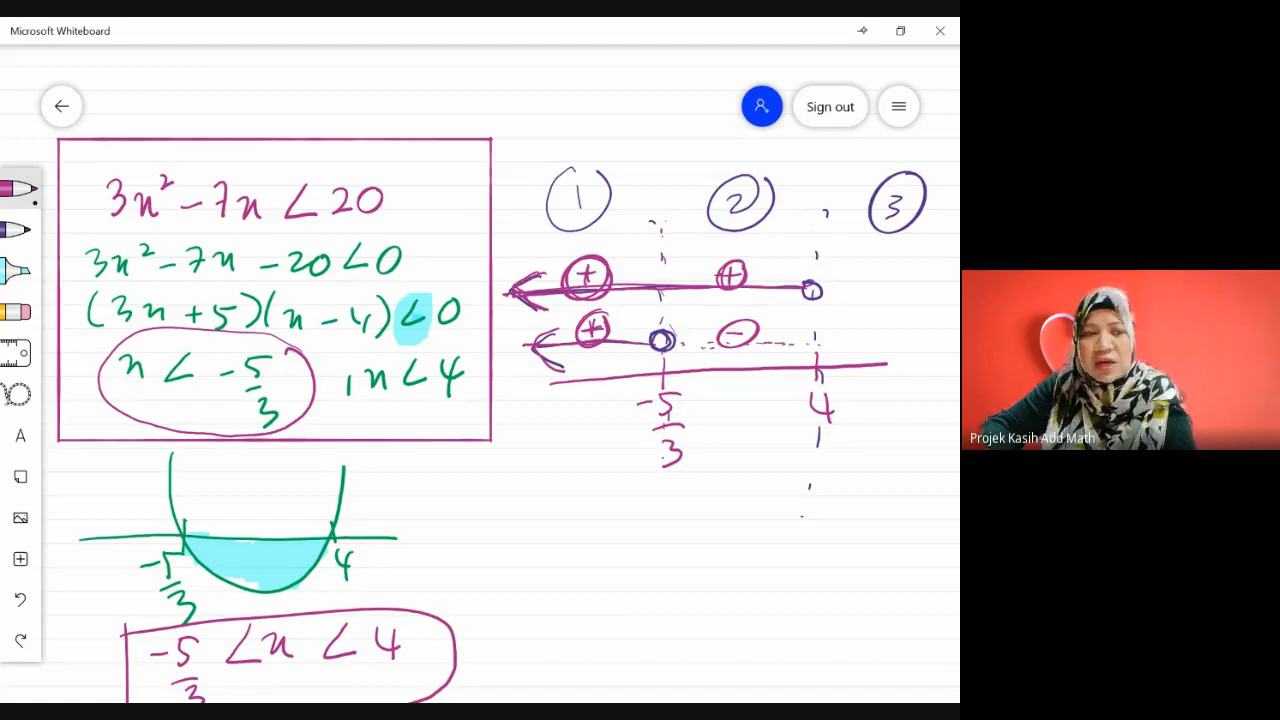 Microsoft Whiteboard
Sign out
3x² - 7x < 20
3x² - 7x - 20 < 0
(3x + 5)(x - 4) < 0
x < -5/3 , x < 4
-5/3 4
-5/3 < x < 4
1 2 3
+ +
+ -
-5/3 4
A
Projek Kasih Add Math